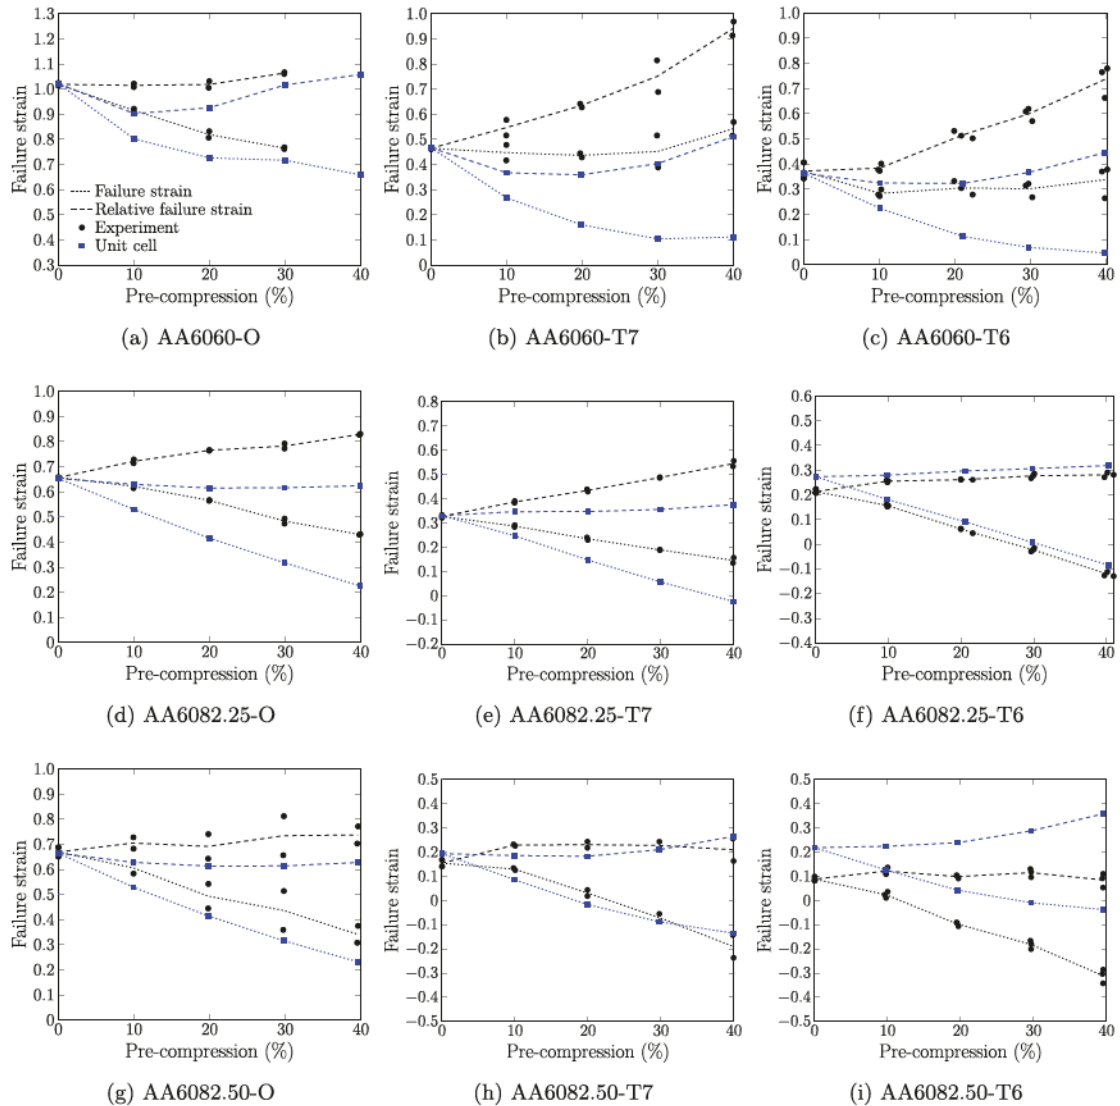 1.3
1.2
1.1
1.0
0.9
0.8
0.7
0.6
0.5
0.4
0.3
Failure strain
Failure strain
Relative failure strain
Experiment
Unit cell
0 10 20 30 40
Pre-compression (%)
(a) AA6060-O
1.0
0.9
0.8
0.7
0.6
0.5
0.4
0.3
0.2
0.1
0
Failure strain
0 10 20 30 40
Pre-compression (%)
(b) AA6060-T7
1.0
0.9
0.8
0.7
0.6
0.5
0.4
0.3
0.2
0.1
0
Failure strain
0 10 20 30 40
Pre-compression (%)
(c) AA6060-T6
1.0
0.9
0.8
0.7
0.6
0.5
0.4
0.3
0.2
0.1
0
Failure strain
0 10 20 30 40
Pre-compression (%)
(d) AA6082.25-O
0.8
0.7
0.6
0.5
0.4
0.3
0.2
0.1
0
−0.1
−0.2
Failure strain
0 10 20 30 40
Pre-compression (%)
(e) AA6082.25-T7
0.6
0.5
0.4
0.3
0.2
0.1
0
−0.1
−0.2
−0.3
−0.4
Failure strain
0 10 20 30 40
Pre-compression (%)
(f) AA6082.25-T6
1.0
0.9
0.8
0.7
0.6
0.5
0.4
0.3
0.2
0.1
0
Failure strain
0 10 20 30 40
Pre-compression (%)
(g) AA6082.50-O
0.5
0.4
0.3
0.2
0.1
0
−0.1
−0.2
−0.3
−0.4
−0.5
Failure strain
0 10 20 30 40
Pre-compression (%)
(h) AA6082.50-T7
0.5
0.4
0.3
0.2
0.1
0
−0.1
−0.2
−0.3
−0.4
−0.5
Failure strain
0 10 20 30 40
Pre-compression (%)
(i) AA6082.50-T6